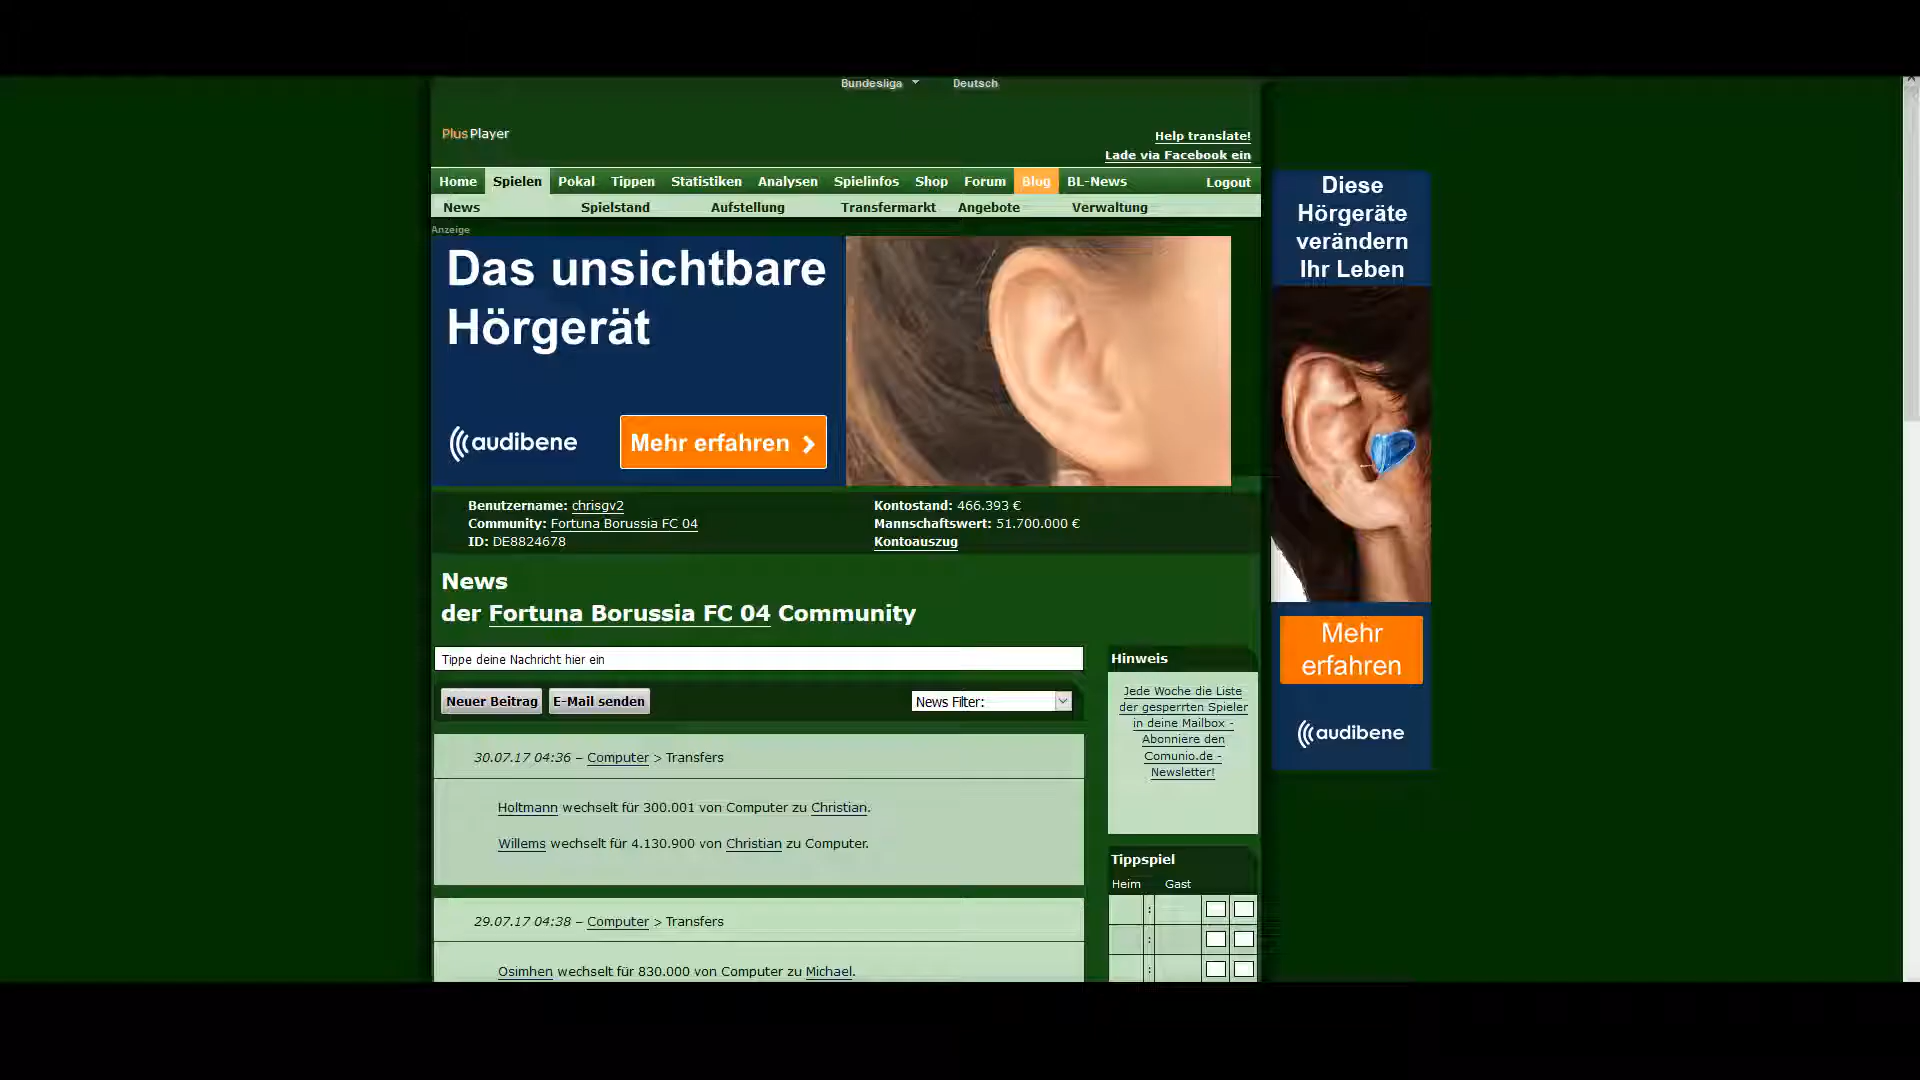 Bundesliga Deutsch
PlusPlayer
Help translate!
Lade via Facebook ein
Home Spielen Pokal Tippen Statistiken Analysen Spielinfos Shop Forum Blog BL-News Logout
News Spielstand Aufstellung Transfermarkt Angebote Verwaltung
Anzeige
Das unsichtbare
Hörgerät
audibene
Mehr erfahren
Diese
Hörgeräte
verändern
Ihr Leben
Mehr
erfahren
audibene
Benutzername: chrisgv2
Community: Fortuna Borussia FC 04
ID: DE8824678
Kontostand: 466.393 €
Mannschaftswert: 51.700.000 €
Kontoauszug
News
der Fortuna Borussia FC 04 Community
Tippe deine Nachricht hier ein
Neuer Beitrag E-Mail senden News Filter:
30.07.17 04:36 – Computer > Transfers
Holtmann wechselt für 300.001 von Computer zu Christian.
Willems wechselt für 4.130.900 von Christian zu Computer.
29.07.17 04:38 – Computer > Transfers
Osimhen wechselt für 830.000 von Computer zu Michael.
Hinweis
Jede Woche die Liste
der gesperrten Spieler
in deine Mailbox -
Abonniere den
Comunio.de -
Newsletter!
Tippspiel
Heim Gast
:
:
: